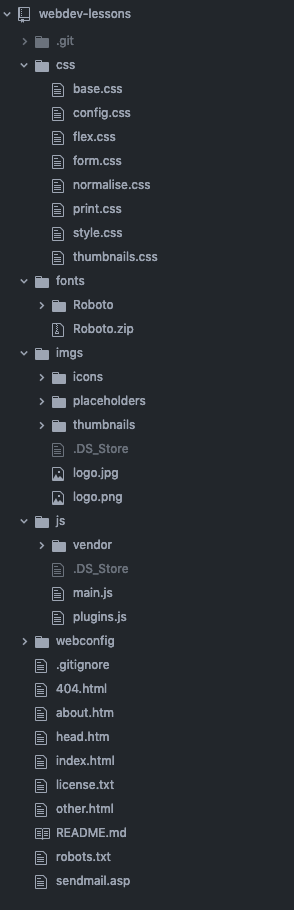 webdev-lessons
.git
css
base.css
config.css
flex.css
form.css
normalise.css
print.css
style.css
thumbnails.css
fonts
Roboto
Roboto.zip
imgs
icons
placeholders
thumbnails
.DS_Store
logo.jpg
logo.png
js
vendor
.DS_Store
main.js
plugins.js
webconfig
.gitignore
404.html
about.htm
head.htm
index.html
license.txt
other.html
README.md
robots.txt
sendmail.asp